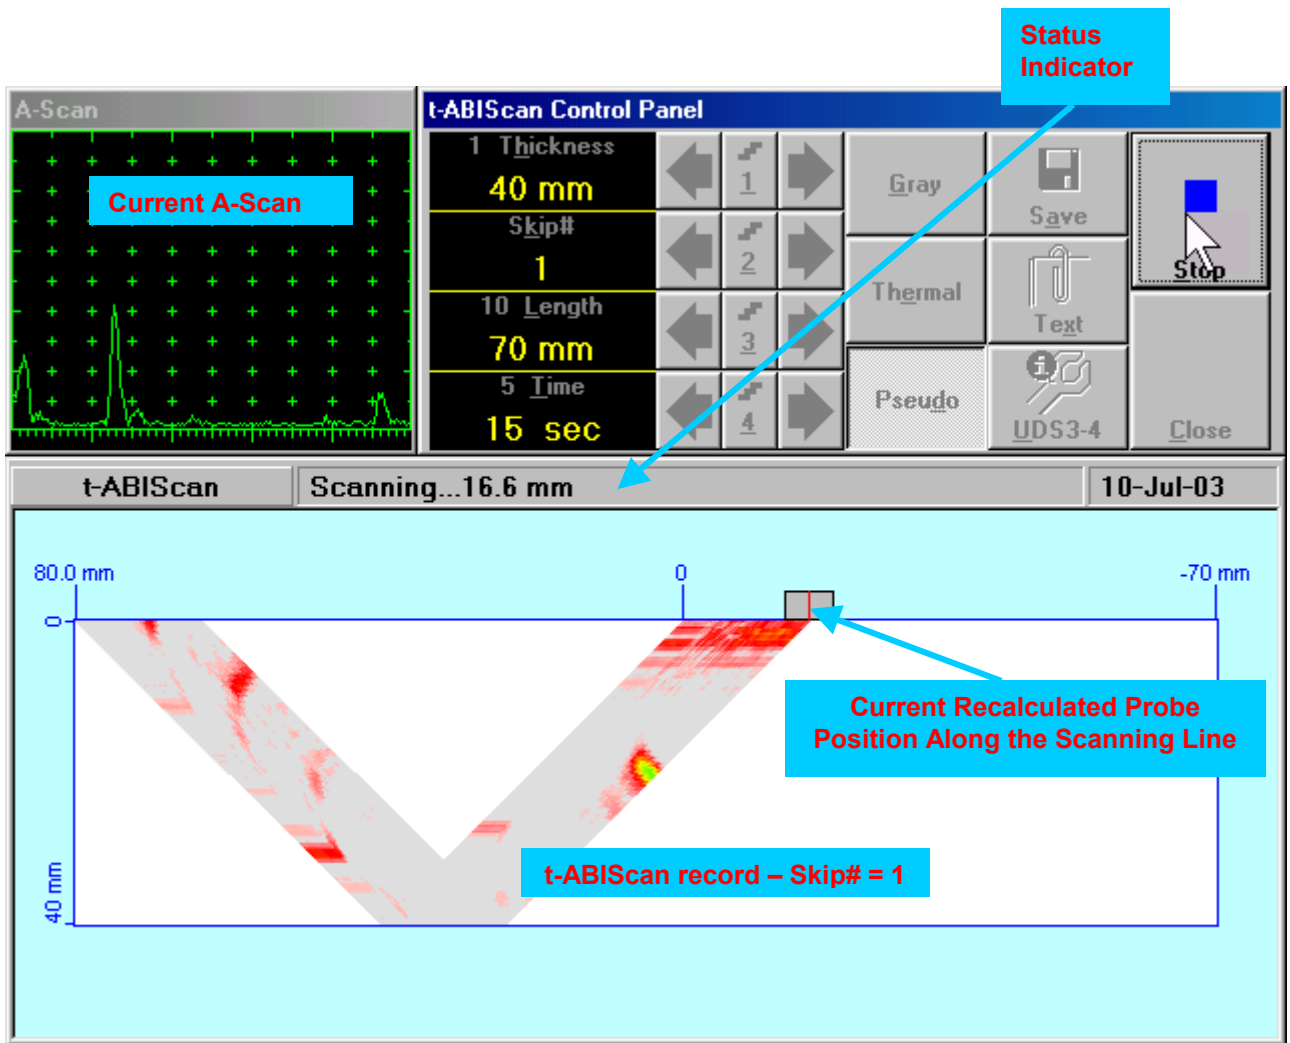 Status
Indicator
A-Scan
t-ABIScan Control Panel
Current A-Scan
1 Thickness
40 mm
1
Skip#
1
2
10 Length
70 mm
3
5 Time
15 sec
4
Gray
Thermal
Pseudo
Save
Text
UDS3-4
Stop
Close
t-ABIScan
Scanning...16.6 mm
10-Jul-03
80.0 mm
0
-70 mm
0
40 mm
Current Recalculated Probe
Position Along the Scanning Line
t-ABIScan record – Skip# = 1